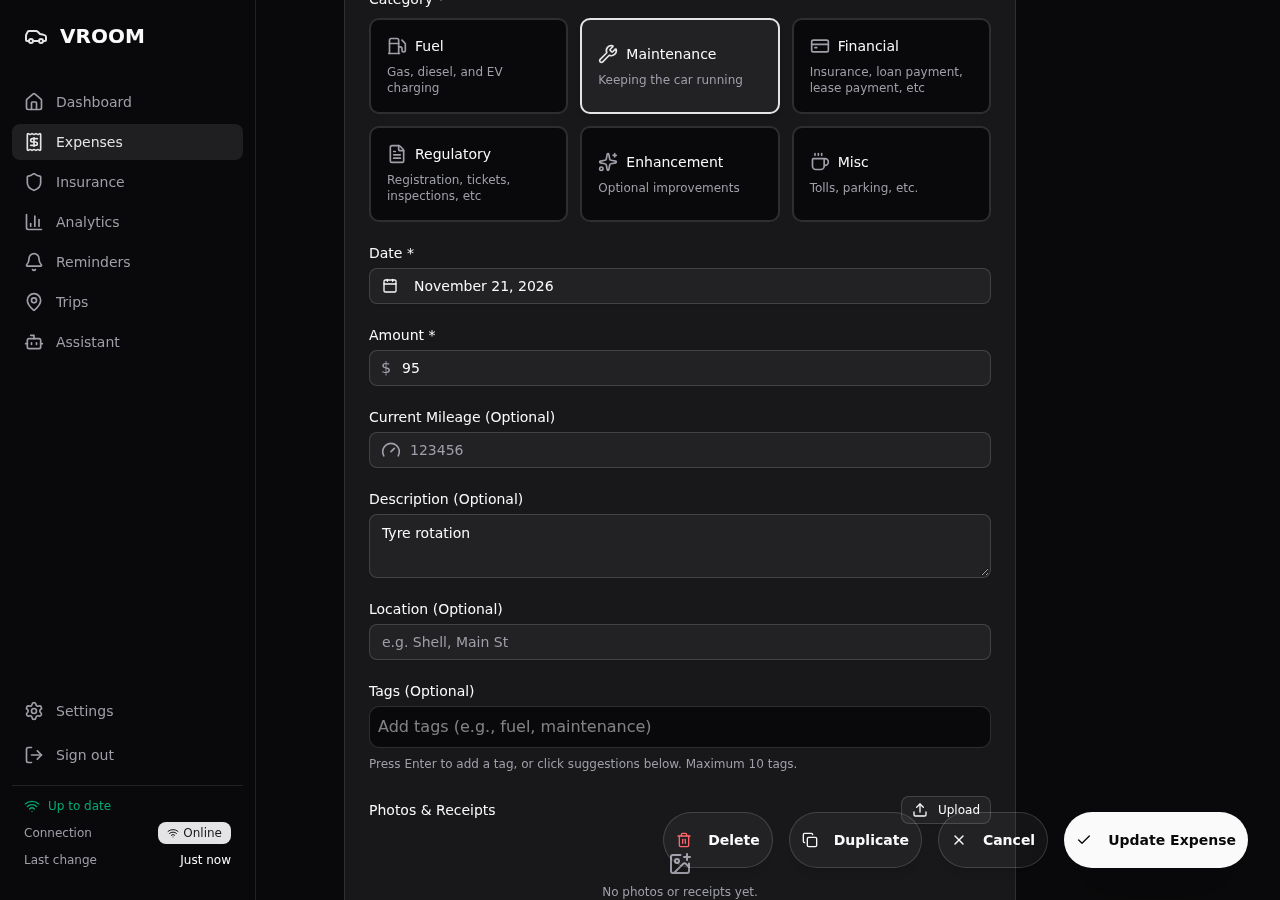 VROOM
Dashboard
Expenses
Insurance
Analytics
Reminders
Trips
Assistant
Settings
Sign out
Up to date
Connection
Online
Last change
Just now
Category *
Fuel
Gas, diesel, and EV
charging
Maintenance
Keeping the car running
Financial
Insurance, loan payment,
lease payment, etc
Regulatory
Registration, tickets,
inspections, etc
Enhancement
Optional improvements
Misc
Tolls, parking, etc.
Date *
November 21, 2026
Amount *
$ 95
Current Mileage (Optional)
123456
Description (Optional)
Tyre rotation
Location (Optional)
e.g. Shell, Main St
Tags (Optional)
Add tags (e.g., fuel, maintenance)
Press Enter to add a tag, or click suggestions below. Maximum 10 tags.
Photos & Receipts
Upload
Delete
Duplicate
Cancel
Update Expense
No photos or receipts yet.